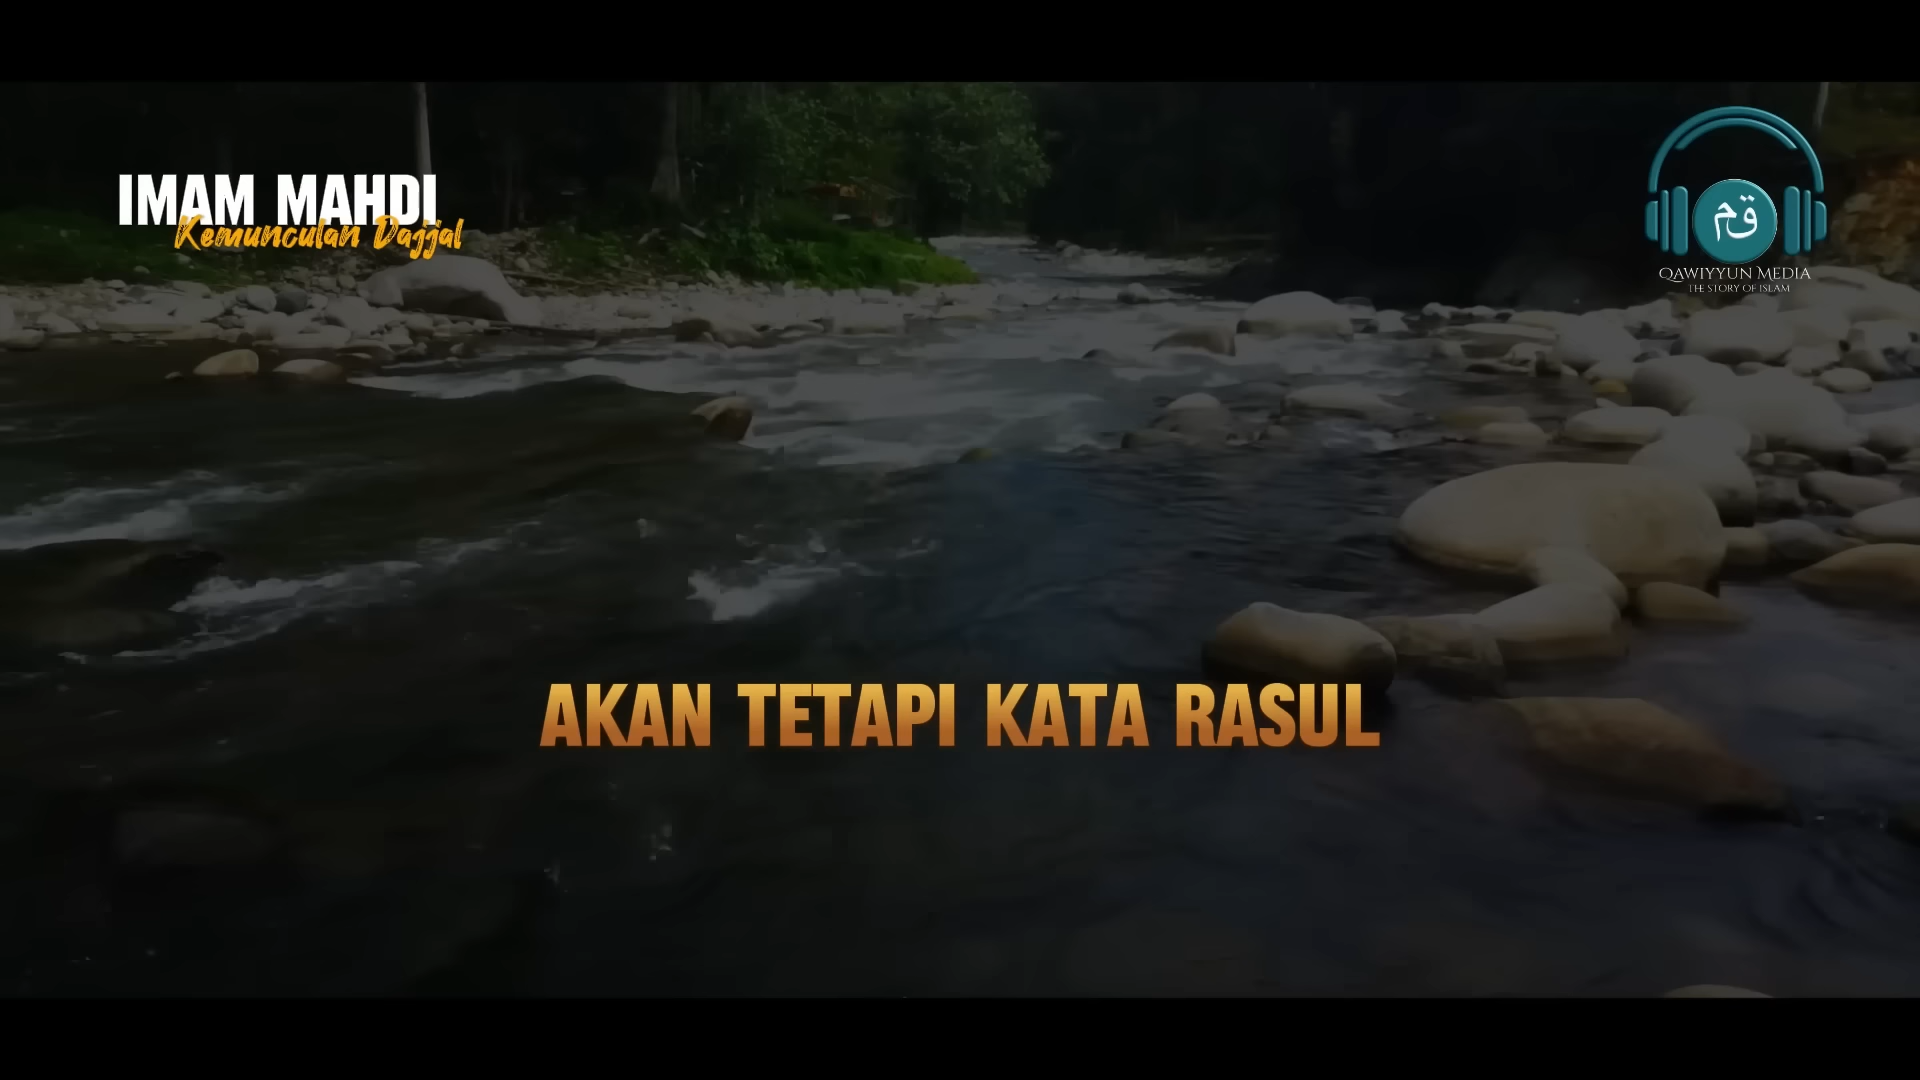 IMAM MAHDI
Kemunculan Dajjal
قم
QAWIYYUN MEDIA
THE STORY OF ISLAM
AKAN TETAPI KATA RASUL